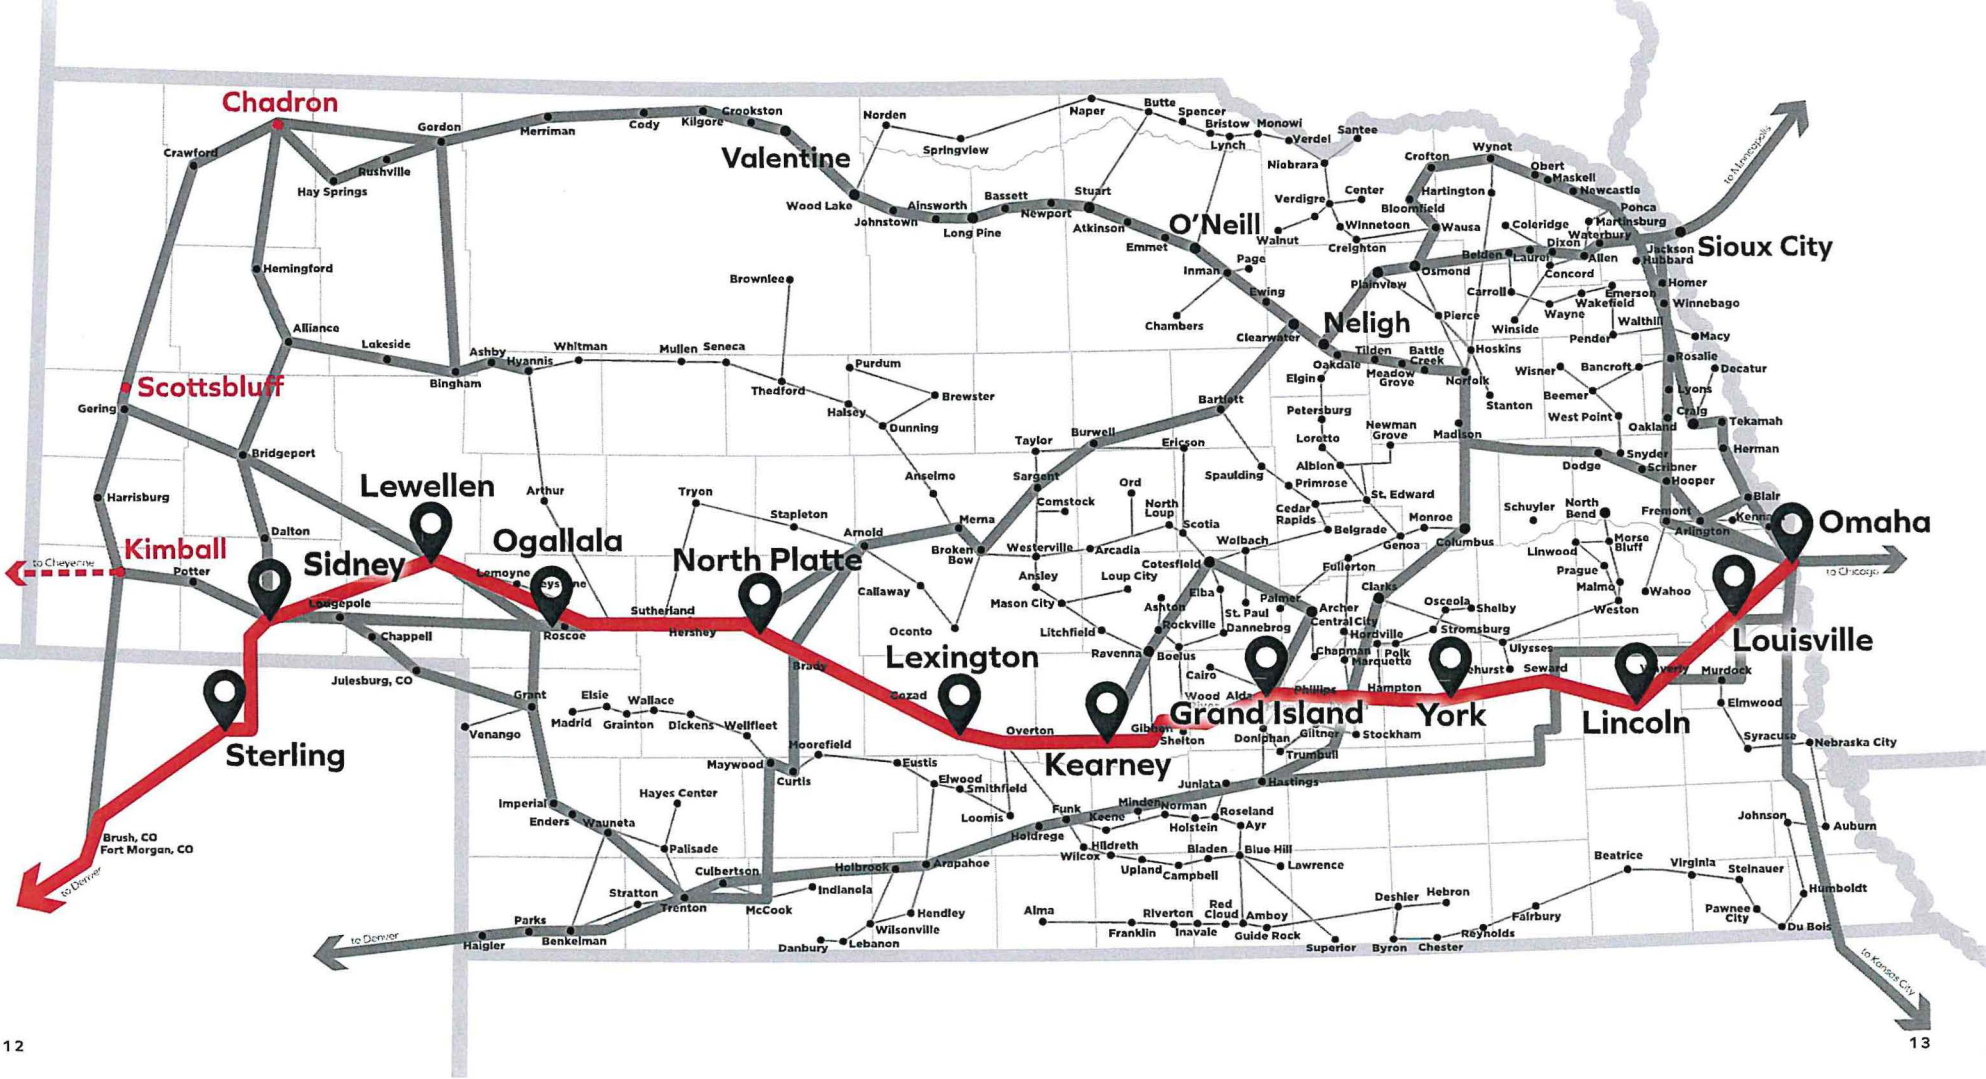 Chadron
Crawford
Hay Springs
Rushville
Gordon
Merriman
Cody
Kilgore
Crookston
Valentine
Norden
Springview
Naper
Butte
Spencer
Bristow
Lynch
Monowi
Verdel
Santee
Niobrara
Verdigre
Center
Winnetoon
Creighton
Walnut
Crofton
Wynot
Obert
Maskell
Newcastle
Hartington
Bloomfield
Ponca
Martinsburg
Wausa
Coleridge
Waterbury
Dixon
Jackson
Hubbard
Sioux City
to Minneapolis
Wood Lake
Johnstown
Ainsworth
Long Pine
Bassett
Newport
Stuart
Atkinson
Emmet
O'Neill
Inman
Page
Ewing
Chambers
Clearwater
Neligh
Plainview
Osmond
Belden
Laurel
Concord
Allen
Homer
Carroll
Wayne
Wakefield
Emerson
Winnebago
Winside
Walthill
Pender
Macy
Pierce
Hoskins
Oakdale
Tilden
Meadow
Grove
Battle
Creek
Norfolk
Rosalie
Wisner
Bancroft
Decatur
Lyons
Beemer
West Point
Craig
Oakland
Tekamah
Stanton
Hemingford
Alliance
Lakeside
Bingham
Ashby
Hyannis
Whitman
Mullen
Seneca
Brownlee
Thedford
Purdum
Halsey
Brewster
Dunning
Scottsbluff
Gering
Bridgeport
Harrisburg
Dalton
Lewellen
Arthur
Tryon
Stapleton
Anselmo
Arnold
Merna
Broken
Bow
Taylor
Burwell
Sargent
Comstock
Ericson
Bartlett
Elgin
Petersburg
Loretto
Newman
Grove
Albion
Spaulding
Primrose
St. Edward
Cedar
Rapids
Belgrade
Madison
Dodge
Snyder
Scribner
Hooper
Herman
Blair
Ord
North
Loup
Scotia
Westerville
Arcadia
Wolbach
Cotesfield
Monroe
Genoa
Columbus
Schuyler
North
Bend
Fremont
Arlington
Linwood
Morse
Bluff
Prague
Malmo
Weston
Wahoo
Omaha
to Chicago
Kimball
to Cheyenne
Potter
Sidney
Lodgepole
Chappell
Julesburg, CO
Ogallala
Lemoyne
Roscoe
North Platte
Sutherland
Hershey
Callaway
Oconto
Ansley
Mason City
Loup City
Litchfield
Elba
Ashton
St. Paul
Rockville
Dannebrog
Ravenna
Boelus
Cairo
Fullerton
Palmer
Archer
Central City
Clarks
Osceola
Shelby
Stromsburg
Hordville
Polk
Chapman
Marquette
Ulysses
Seward
Louisville
Murdock
Elmwood
Sterling
Venango
Grant
Elsie
Madrid
Grainton
Wallace
Dickens
Wellfleet
Brady
Lexington
Cozad
Overton
Kearney
Gibbon
Shelton
Wood
River
Alda
Grand Island
Phillips
Doniphan
Giltner
Trumbull
Hampton
Stockham
York
Lincoln
Syracuse
Nebraska City
Maywood
Curtis
Moorefield
Eustis
Elwood
Smithfield
Loomis
Imperial
Enders
Hayes Center
Wauneta
Palisade
Juniata
Hastings
Minden
Norman
Roseland
Funk
Keene
Holstein
Ayr
Holdrege
Hildreth
Wilcox
Upland
Campbell
Bladen
Blue Hill
Lawrence
Johnson
Auburn
Brush, CO
Fort Morgan, CO
to Denver
Culbertson
Holbrook
Arapahoe
Stratton
Trenton
McCook
Indianola
Hendley
Wilsonville
Danbury
Lebanon
Parks
Haigler
Benkelman
to Denver
Alma
Franklin
Riverton
Inavale
Red
Cloud
Amboy
Guide Rock
Superior
Deshler
Hebron
Byron
Chester
Reynolds
Fairbury
Beatrice
Virginia
Steinauer
Pawnee
City
Humboldt
Du Bois
to Kansas City
12
13